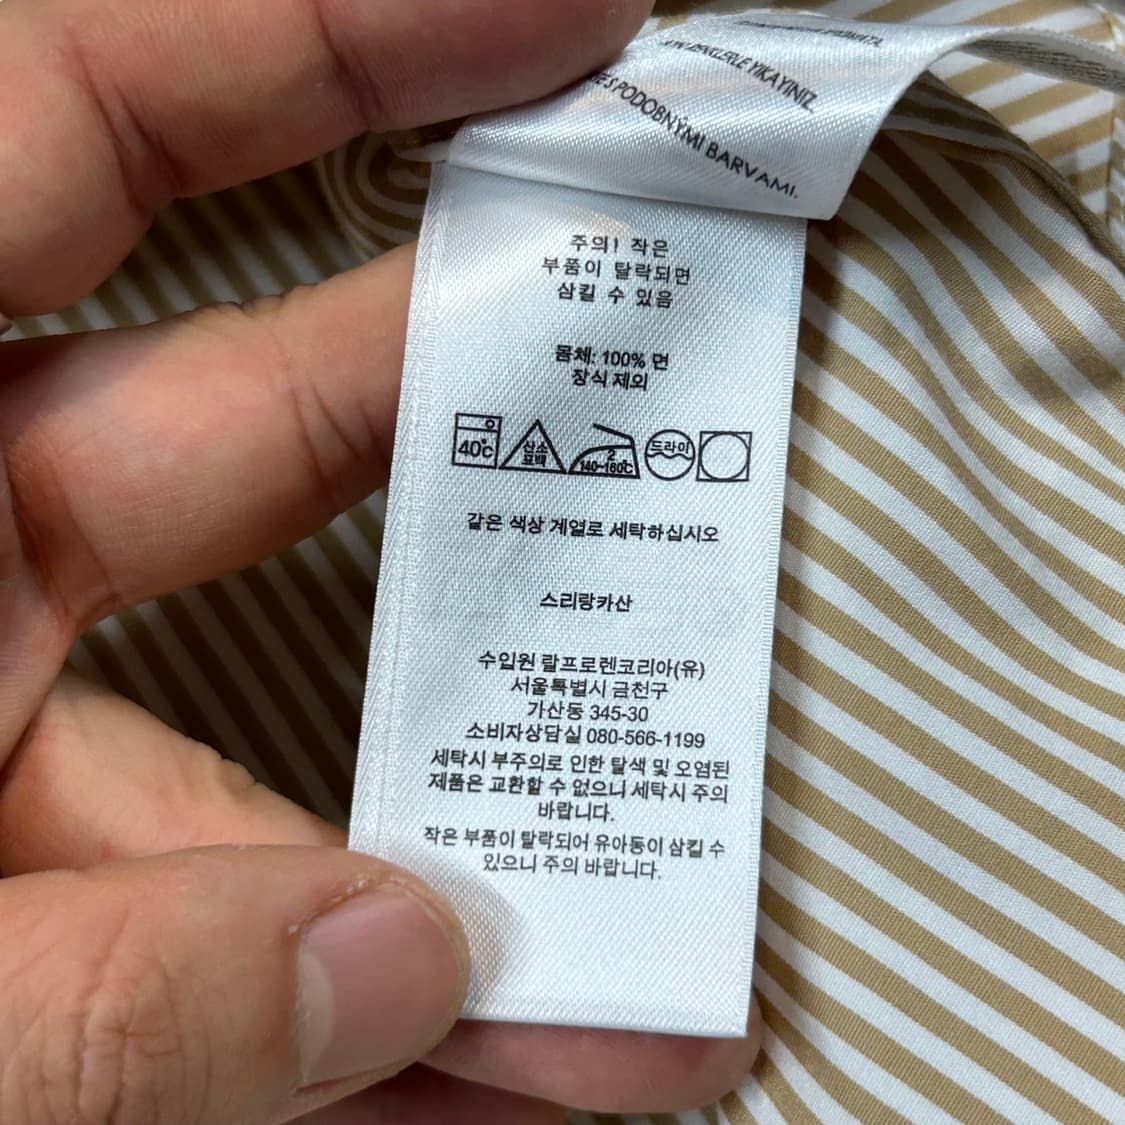 RENKLERLE YIKAYINIZ.
PODOBNÝMI BARVAMI.
주의! 작은
부품이 탈락되면
삼킬 수 있음
몸체: 100% 면
장식 제외
40℃
산소
표백
2
140~160℃
드라이
같은 색상 계열로 세탁하십시오
스리랑카산
수입원 랄프로렌코리아(유)
서울특별시 금천구
가산동 345-30
소비자상담실 080-566-1199
세탁시 부주의로 인한 탈색 및 오염된
제품은 교환할 수 없으니 세탁시 주의
바랍니다.
작은 부품이 탈락되어 유아동이 삼킬 수
있으니 주의 바랍니다.